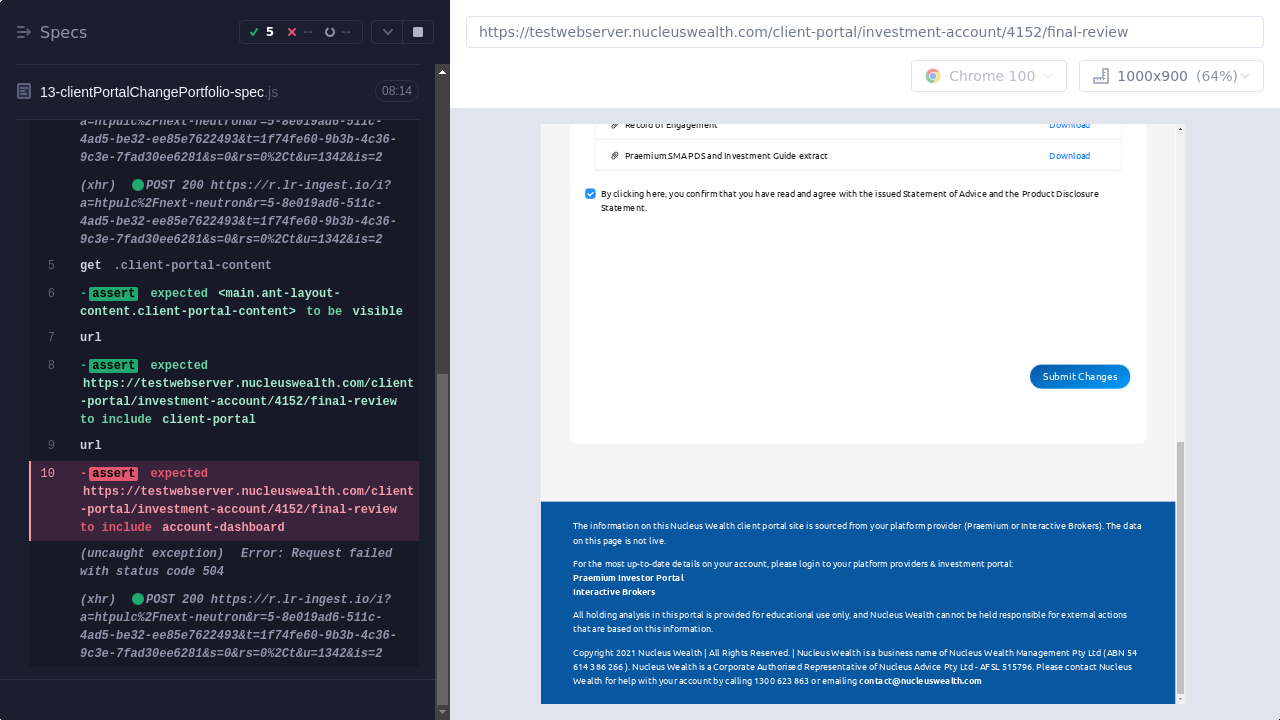 Specs
5
--
--
13-clientPortalChangePortfolio-spec.js
08:14
a=htpulc%2Fnext-neutron&r=5-8e019ad6-511c-
4ad5-be32-ee85e7622493&t=1f74fe60-9b3b-4c36-
9c3e-7fad30ee6281&s=0&rs=0%2Ct&u=1342&is=2
(xhr) POST 200 https://r.lr-ingest.io/i?
a=htpulc%2Fnext-neutron&r=5-8e019ad6-511c-
4ad5-be32-ee85e7622493&t=1f74fe60-9b3b-4c36-
9c3e-7fad30ee6281&s=0&rs=0%2Ct&u=1342&is=2
5 get .client-portal-content
6 -assert expected <main.ant-layout-
content.client-portal-content> to be visible
7 url
8 -assert expected
https://testwebserver.nucleuswealth.com/client
-portal/investment-account/4152/final-review
to include client-portal
9 url
10 -assert expected
https://testwebserver.nucleuswealth.com/client
-portal/investment-account/4152/final-review
to include account-dashboard
(uncaught exception) Error: Request failed
with status code 504
(xhr) POST 200 https://r.lr-ingest.io/i?
a=htpulc%2Fnext-neutron&r=5-8e019ad6-511c-
4ad5-be32-ee85e7622493&t=1f74fe60-9b3b-4c36-
9c3e-7fad30ee6281&s=0&rs=0%2Ct&u=1342&is=2
https://testwebserver.nucleuswealth.com/client-portal/investment-account/4152/final-review
Chrome 100
1000x900 (64%)
Record of Engagement Download
Praemium SMA PDS and Investment Guide extract Download
By clicking here, you confirm that you have read and agree with the issued Statement of Advice and the Product Disclosure
Statement.
Submit Changes
The information on this Nucleus Wealth client portal site is sourced from your platform provider (Praemium or Interactive Brokers). The data
on this page is not live.
For the most up-to-date details on your account, please login to your platform providers & investment portal:
Praemium Investor Portal
Interactive Brokers
All holding analysis in this portal is provided for educational use only, and Nucleus Wealth cannot be held responsible for external actions
that are based on this information.
Copyright 2021 Nucleus Wealth | All Rights Reserved. | Nucleus Wealth is a business name of Nucleus Wealth Management Pty Ltd (ABN 54
614 386 266 ). Nucleus Wealth is a Corporate Authorised Representative of Nucleus Advice Pty Ltd - AFSL 515796. Please contact Nucleus
Wealth for help with your account by calling 1300 623 863 or emailing contact@nucleuswealth.com